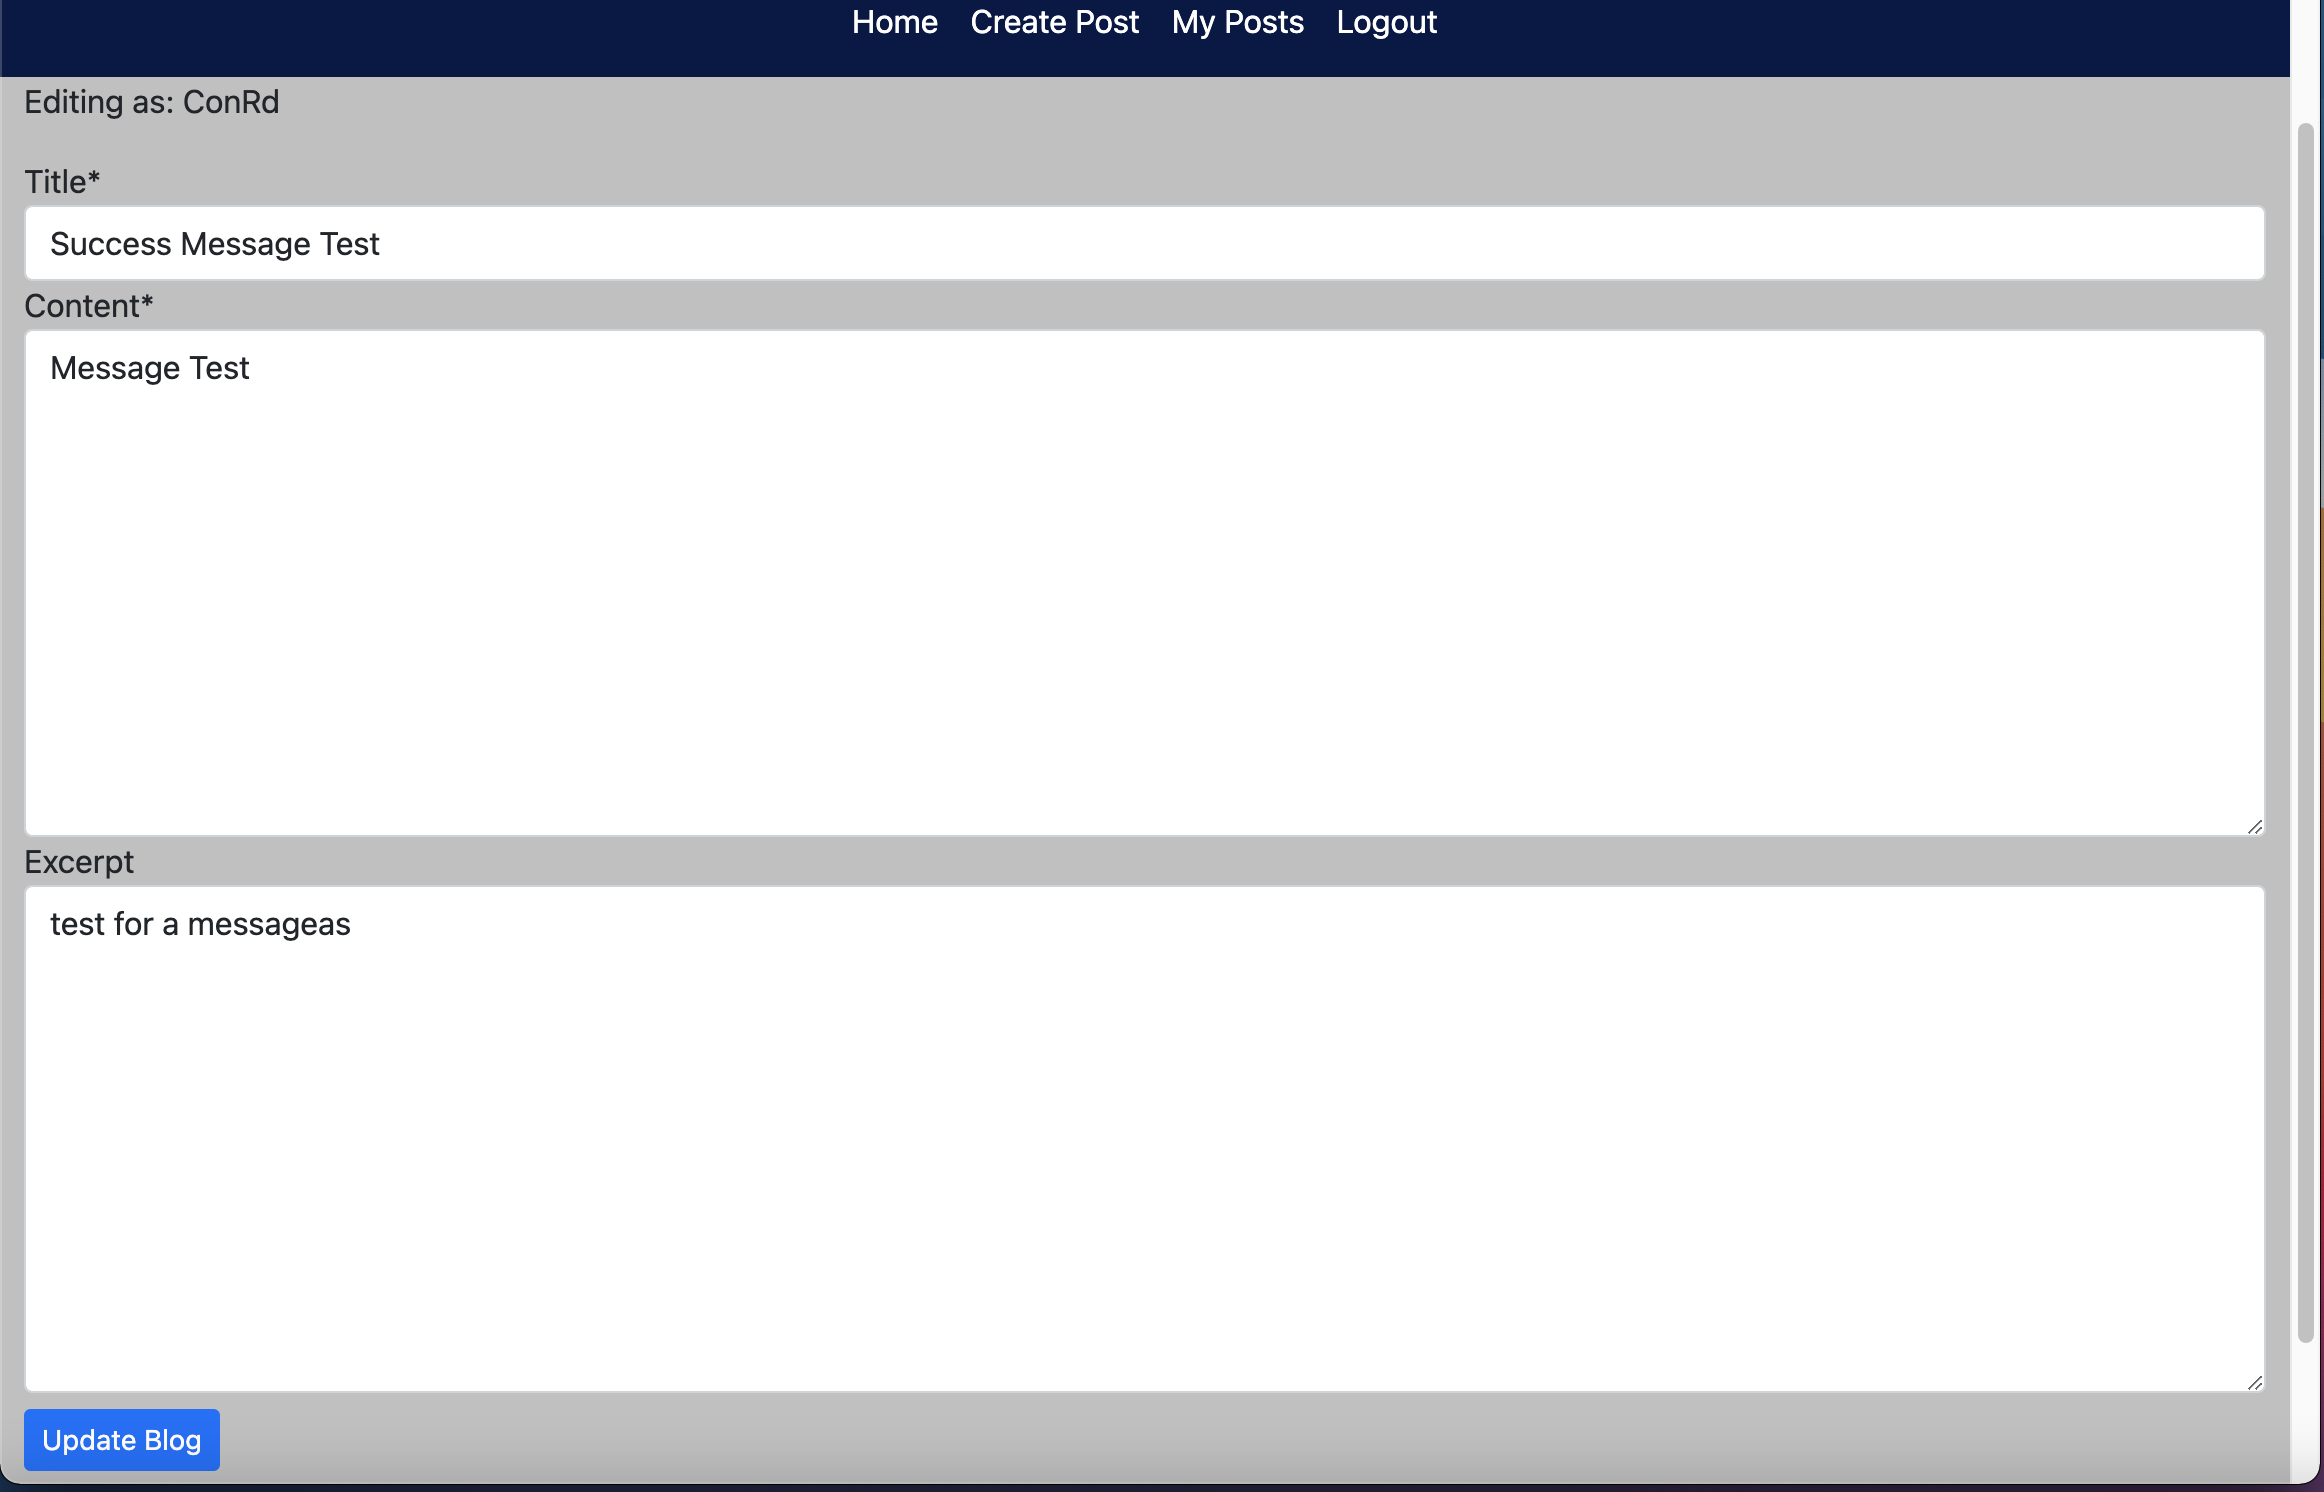 Home Create Post My Posts Logout
Editing as: ConRd
Title*
Success Message Test
Content*
Message Test
Excerpt
test for a messageas
Update Blog